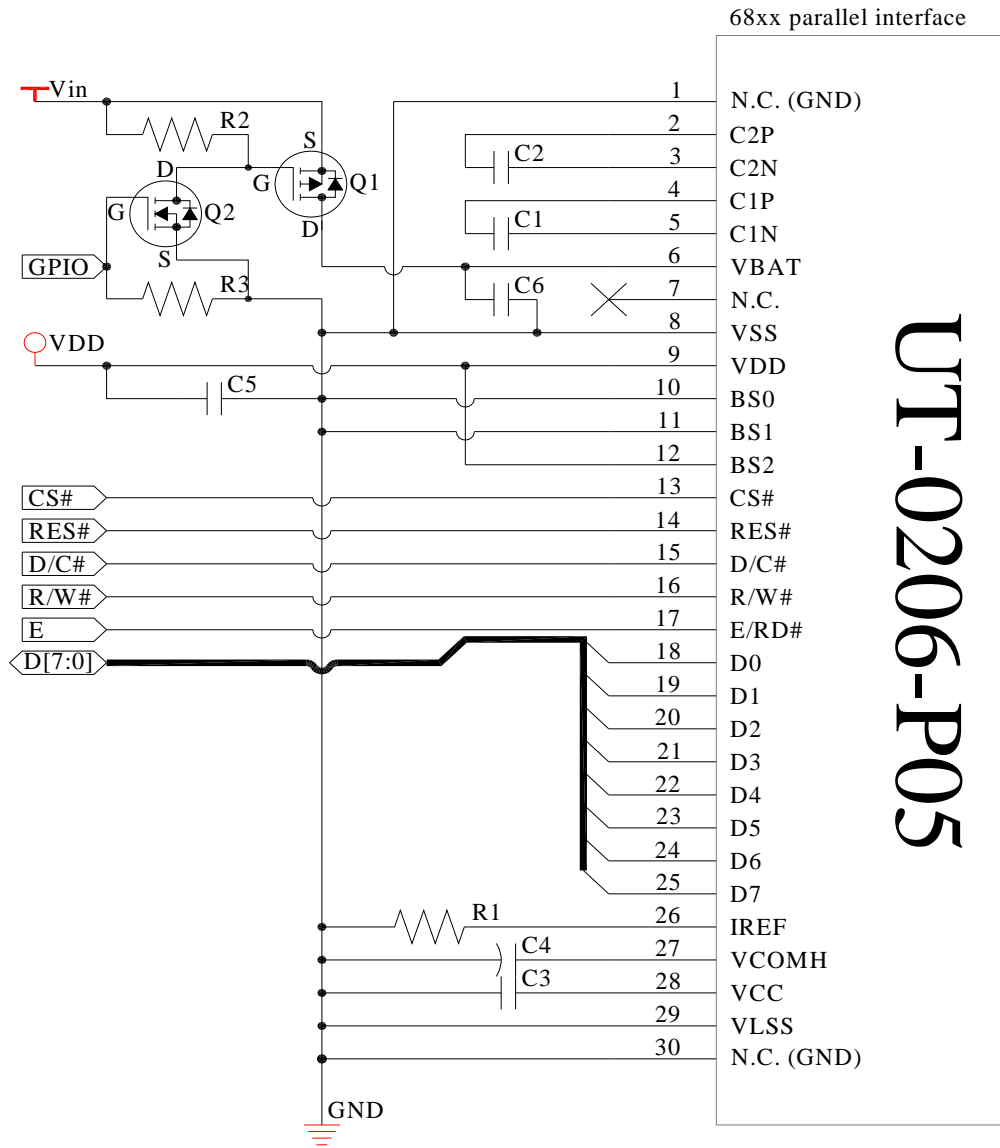 68xx parallel interface
Vin
R2
S
D
G
Q1
G
Q2
D
S
GPIO
R3
VDD
C5
CS#
RES#
D/C#
R/W#
E
D[7:0]
C2
C1
C6
R1
C4
C3
GND
1 N.C. (GND)
2 C2P
3 C2N
4 C1P
5 C1N
6 VBAT
7 N.C.
8 VSS
9 VDD
10 BS0
11 BS1
12 BS2
13 CS#
14 RES#
15 D/C#
16 R/W#
17 E/RD#
18 D0
19 D1
20 D2
21 D3
22 D4
23 D5
24 D6
25 D7
26 IREF
27 VCOMH
28 VCC
29 VLSS
30 N.C. (GND)
UT-0206-P05